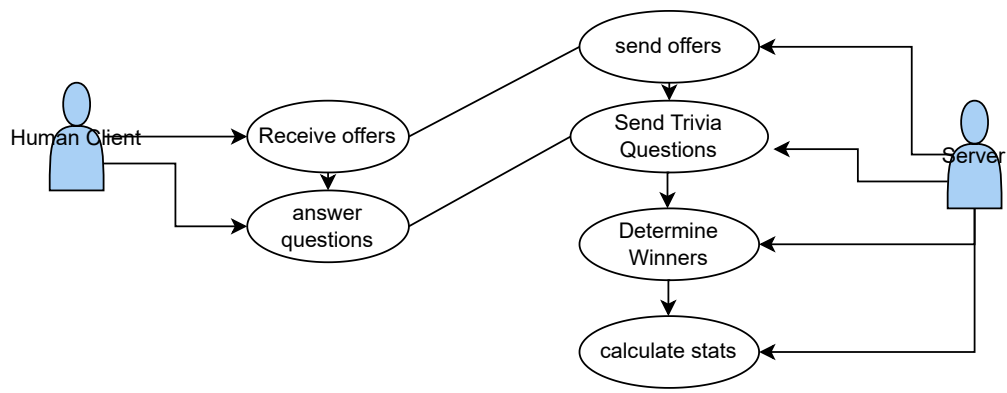 send offers
Human Client
Receive offers
Send Trivia
Questions
Server
answer
questions
Determine
Winners
calculate stats